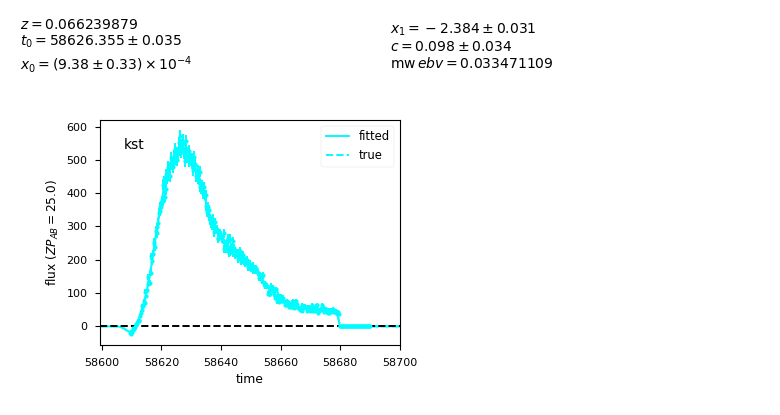 z = 0.066239879
t₀ = 58626.355 ± 0.035
x₀ = (9.38 ± 0.33) × 10⁻⁴
x₁ = −2.384 ± 0.031
c = 0.098 ± 0.034
mw ebv = 0.033471109
kst
fitted
true
600
500
400
300
200
100
0
flux (ZP_AB = 25.0)
58600 58620 58640 58660 58680 58700
time